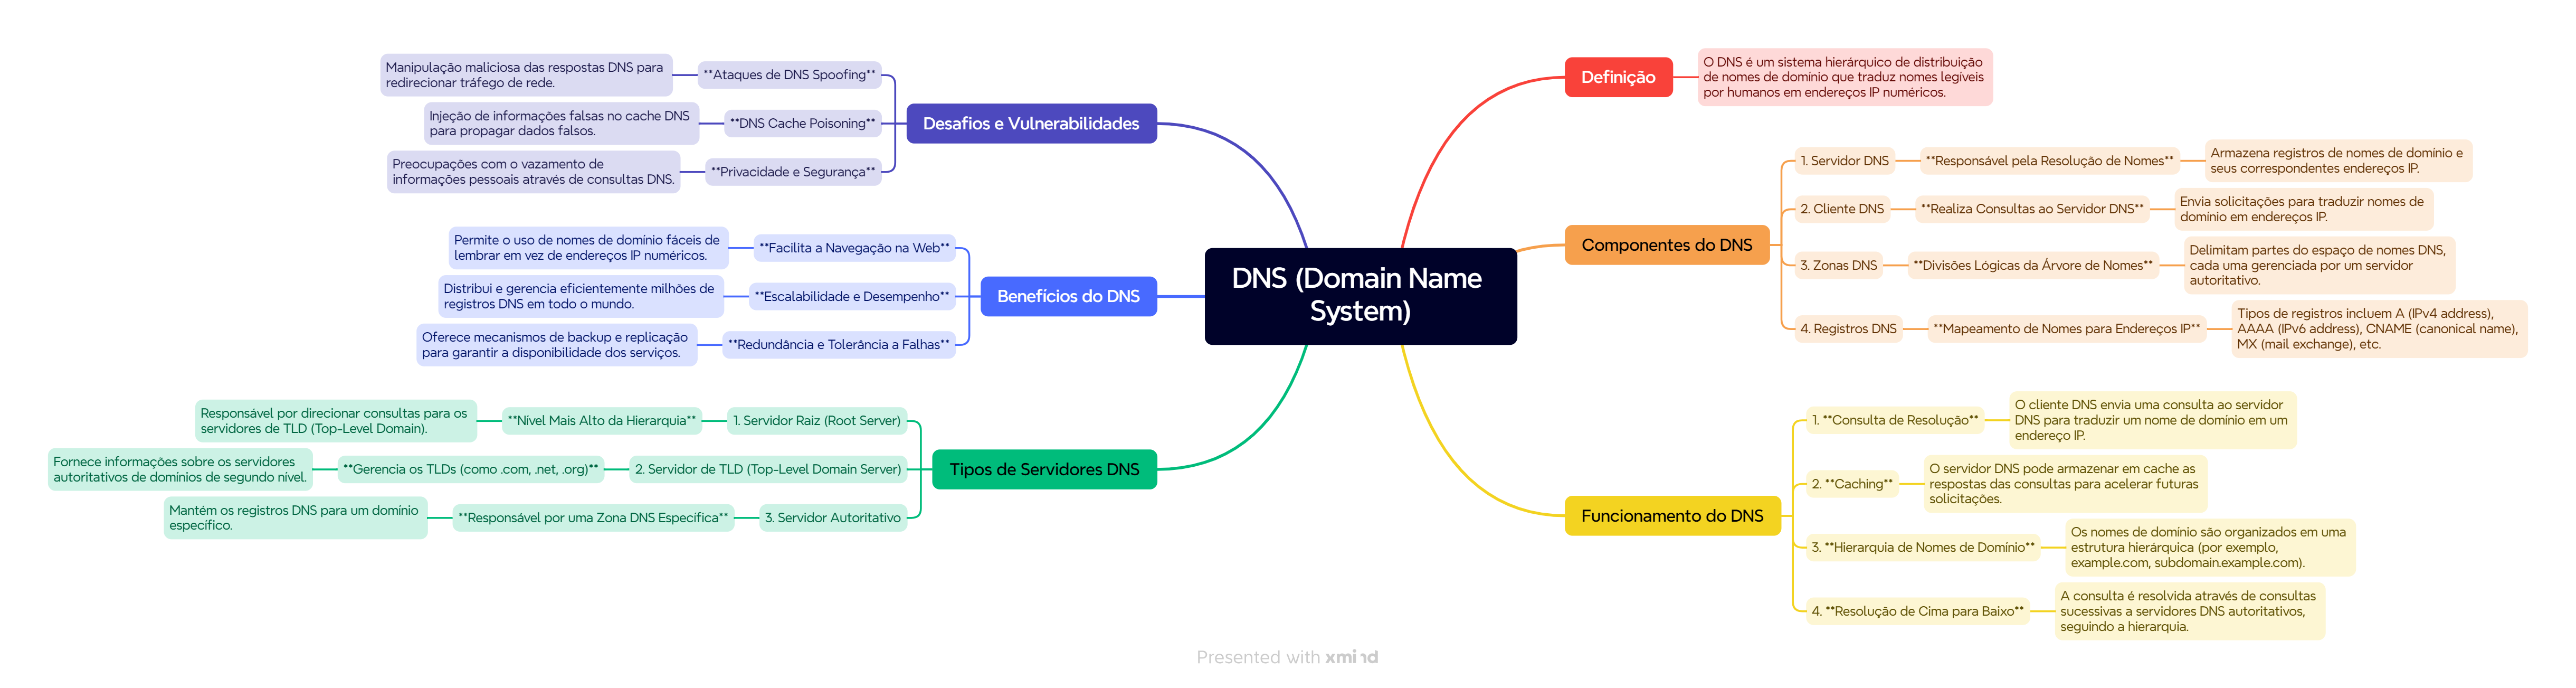 DNS (Domain Name
System)
Definição
O DNS é um sistema hierárquico de distribuição
de nomes de domínio que traduz nomes legíveis
por humanos em endereços IP numéricos.
Componentes do DNS
1. Servidor DNS
**Responsável pela Resolução de Nomes**
Armazena registros de nomes de domínio e
seus correspondentes endereços IP.
2. Cliente DNS
**Realiza Consultas ao Servidor DNS**
Envia solicitações para traduzir nomes de
domínio em endereços IP.
3. Zonas DNS
**Divisões Lógicas da Árvore de Nomes**
Delimitam partes do espaço de nomes DNS,
cada uma gerenciada por um servidor
autoritativo.
4. Registros DNS
**Mapeamento de Nomes para Endereços IP**
Tipos de registros incluem A (IPv4 address),
AAAA (IPv6 address), CNAME (canonical name),
MX (mail exchange), etc.
Funcionamento do DNS
1. **Consulta de Resolução**
O cliente DNS envia uma consulta ao servidor
DNS para traduzir um nome de domínio em um
endereço IP.
2. **Caching**
O servidor DNS pode armazenar em cache as
respostas das consultas para acelerar futuras
solicitações.
3. **Hierarquia de Nomes de Domínio**
Os nomes de domínio são organizados em uma
estrutura hierárquica (por exemplo,
example.com, subdomain.example.com).
4. **Resolução de Cima para Baixo**
A consulta é resolvida através de consultas
sucessivas a servidores DNS autoritativos,
seguindo a hierarquia.
Desafios e Vulnerabilidades
**Ataques de DNS Spoofing**
Manipulação maliciosa das respostas DNS para
redirecionar tráfego de rede.
**DNS Cache Poisoning**
Injeção de informações falsas no cache DNS
para propagar dados falsos.
**Privacidade e Segurança**
Preocupações com o vazamento de
informações pessoais através de consultas DNS.
Benefícios do DNS
**Facilita a Navegação na Web**
Permite o uso de nomes de domínio fáceis de
lembrar em vez de endereços IP numéricos.
**Escalabilidade e Desempenho**
Distribui e gerencia eficientemente milhões de
registros DNS em todo o mundo.
**Redundância e Tolerância a Falhas**
Oferece mecanismos de backup e replicação
para garantir a disponibilidade dos serviços.
Tipos de Servidores DNS
1. Servidor Raiz (Root Server)
**Nível Mais Alto da Hierarquia**
Responsável por direcionar consultas para os
servidores de TLD (Top-Level Domain).
2. Servidor de TLD (Top-Level Domain Server)
**Gerencia os TLDs (como .com, .net, .org)**
Fornece informações sobre os servidores
autoritativos de domínios de segundo nível.
3. Servidor Autoritativo
**Responsável por uma Zona DNS Específica**
Mantém os registros DNS para um domínio
específico.
Presented with xmind